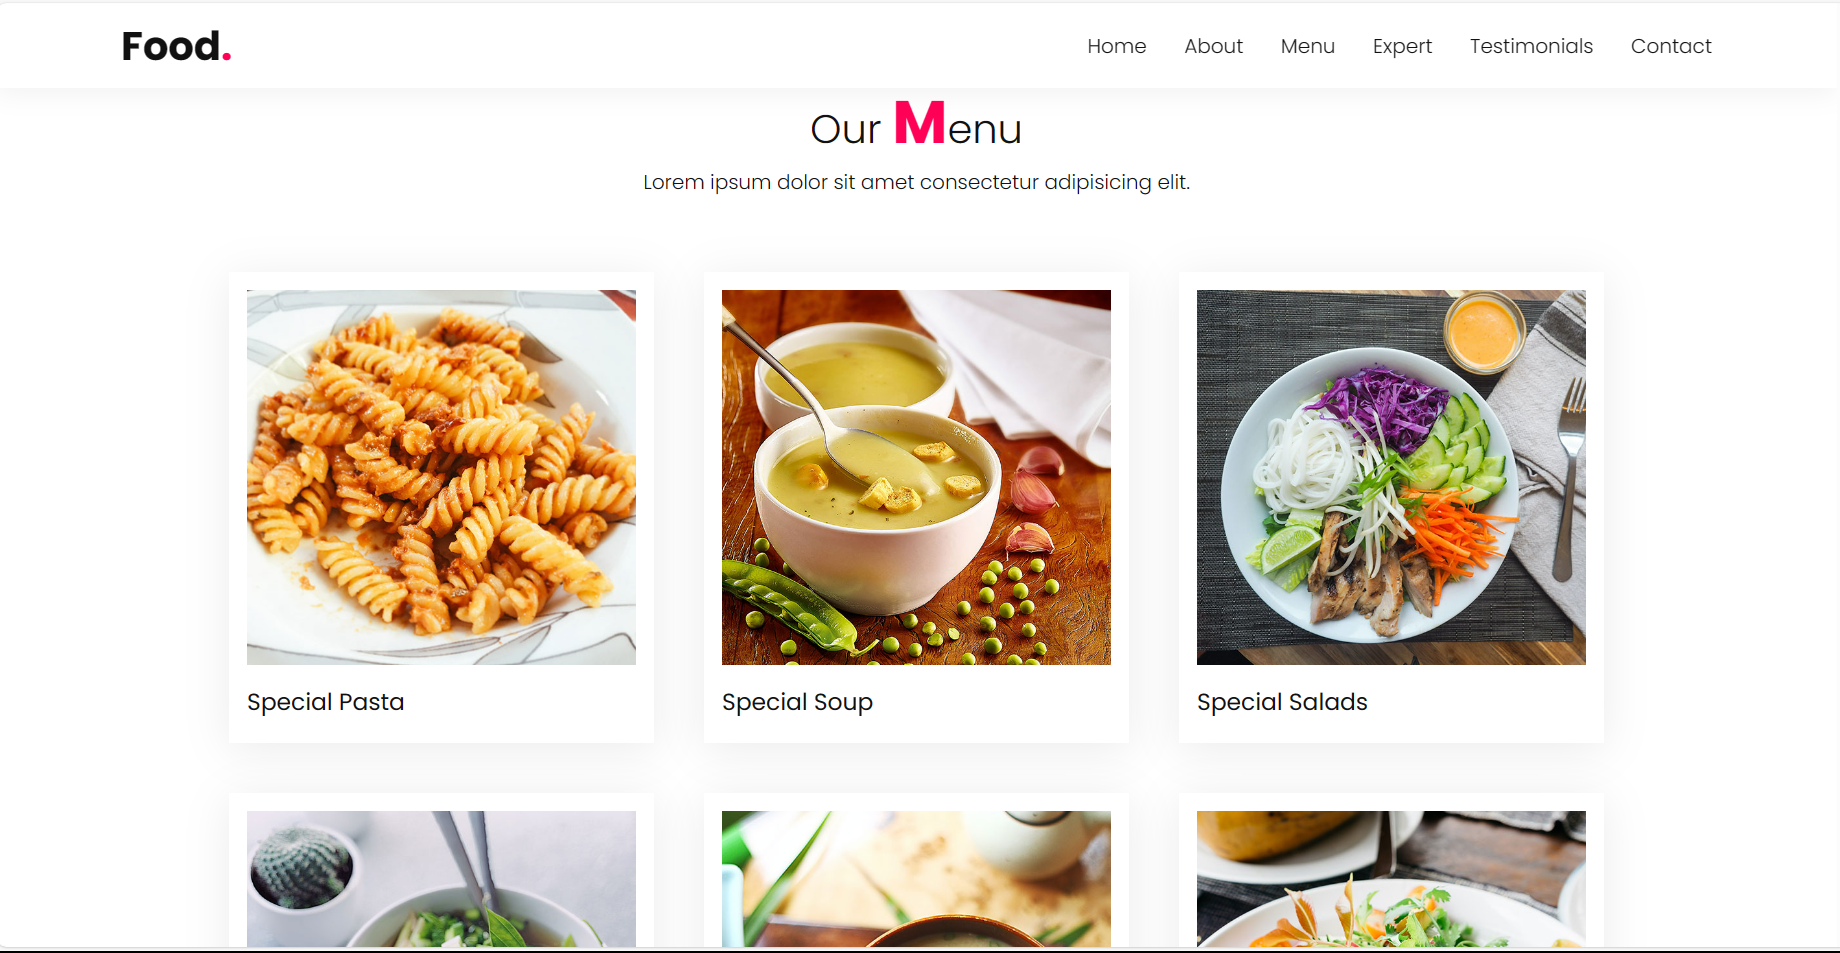 Food.
Home About Menu Expert Testimonials Contact
Our Menu
Lorem ipsum dolor sit amet consectetur adipisicing elit.
Special Pasta
Special Soup
Special Salads